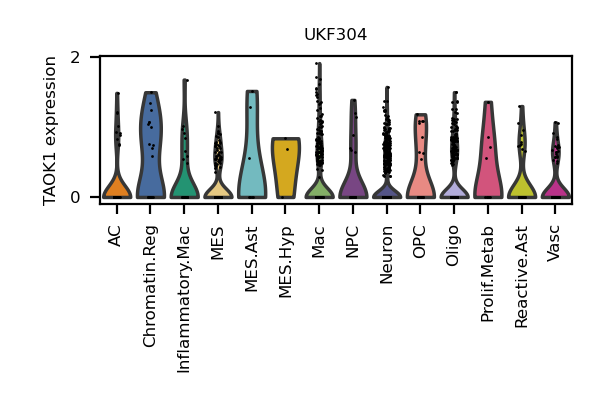 UKF304
TAOK1 expression
2
0
AC
Chromatin.Reg
Inflammatory.Mac
MES
MES.Ast
MES.Hyp
Mac
NPC
Neuron
OPC
Oligo
Prolif.Metab
Reactive.Ast
Vasc